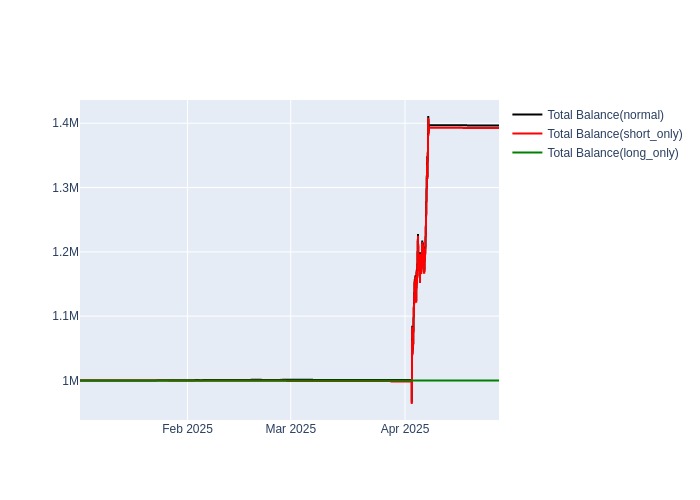 1.4M
1.3M
1.2M
1.1M
1M
Feb 2025
Mar 2025
Apr 2025
Total Balance(normal)
Total Balance(short_only)
Total Balance(long_only)